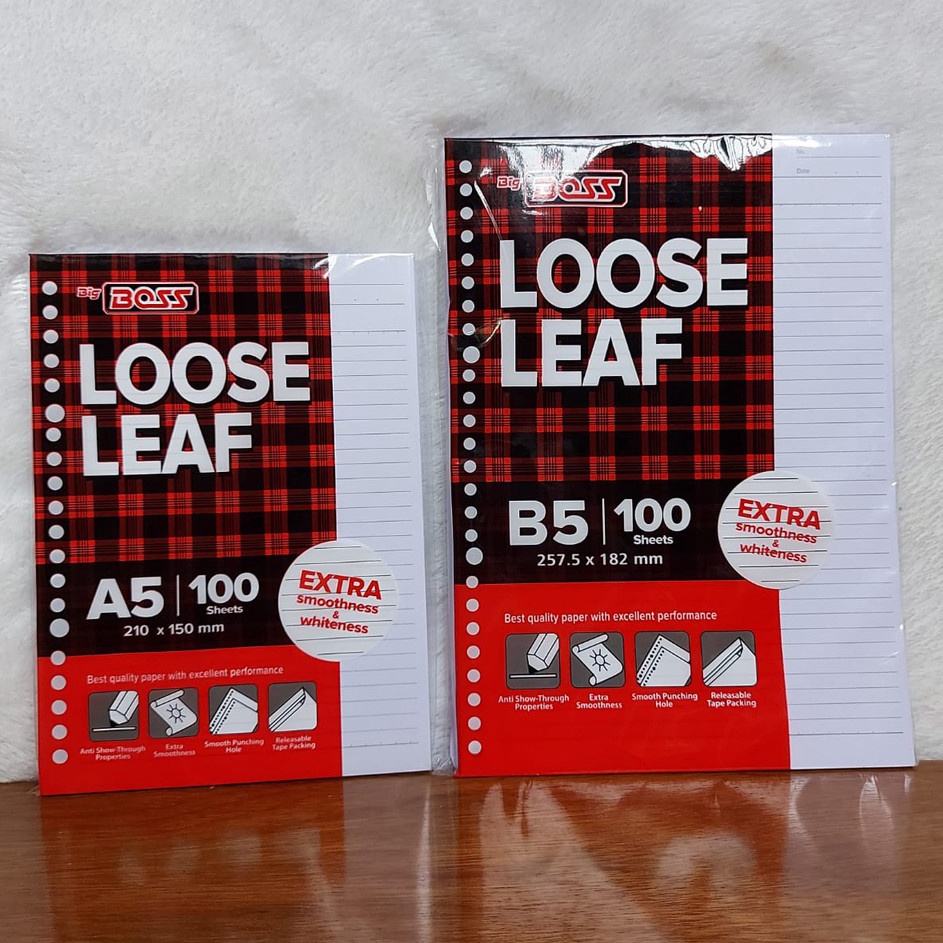 Big BOSS
LOOSE
LEAF
A5 | 100
Sheets
210 x 150 mm
EXTRA
smoothness
&
whiteness
Best quality paper with excellent performance
Anti Show-Through
Properties
Extra
Smoothness
Smooth Punching
Hole
Releasable
Tape Packing
Big BOSS
LOOSE
LEAF
B5 | 100
Sheets
257.5 x 182 mm
EXTRA
smoothness
&
whiteness
Best quality paper with excellent performance
Anti Show-Through
Properties
Extra
Smoothness
Smooth Punching
Hole
Releasable
Tape Packing
Date